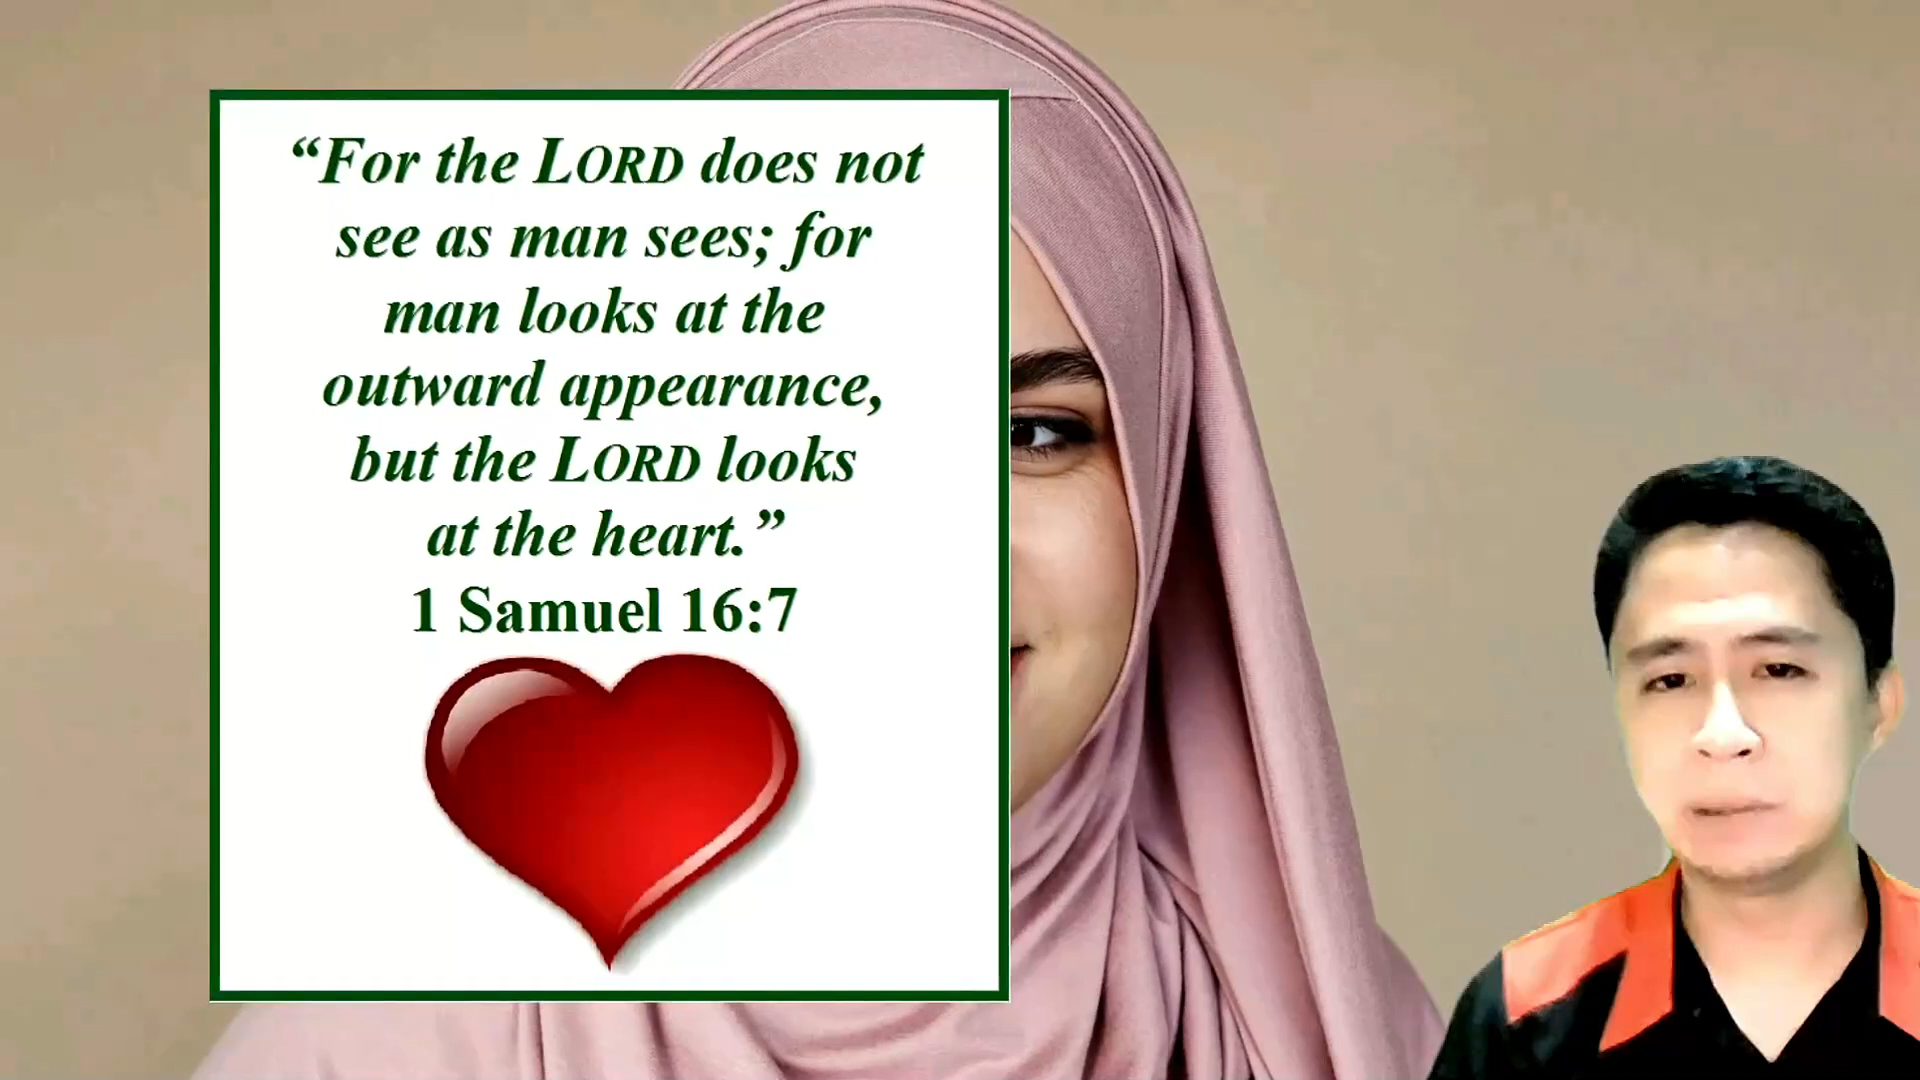 “For the LORD does not
see as man sees; for
man looks at the
outward appearance,
but the LORD looks
at the heart.”
1 Samuel 16:7